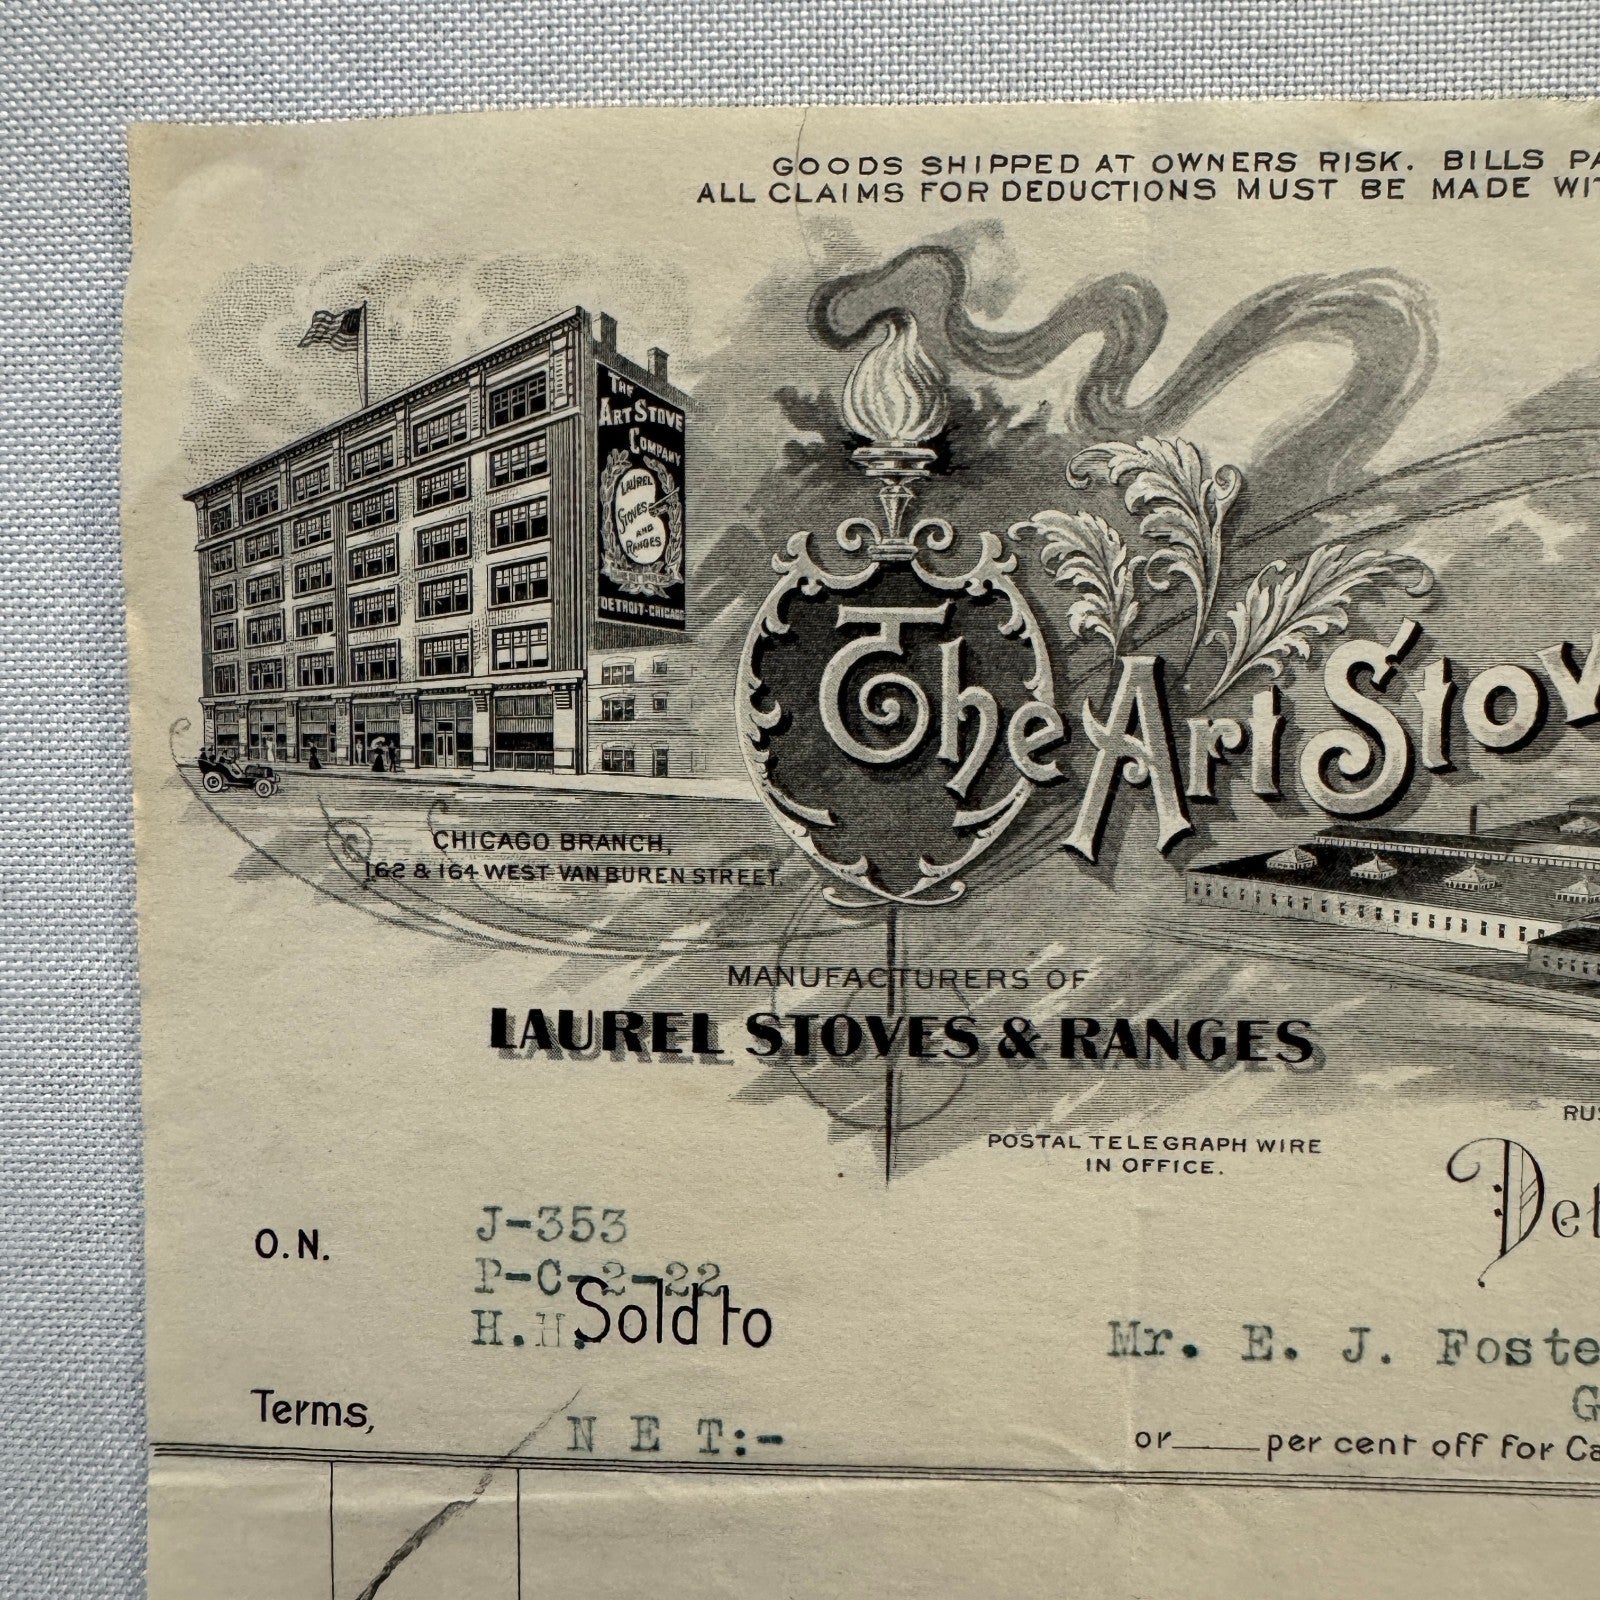 GOODS SHIPPED AT OWNERS RISK. BILLS PA
ALL CLAIMS FOR DEDUCTIONS MUST BE MADE WIT
THE
ART STOVE
COMPANY
LAUREL
STOVES
AND
RANGES
DETROIT-CHICAGO
The Art Stov
CHICAGO BRANCH,
162 & 164 WEST VAN BUREN STREET.
MANUFACTURERS OF
LAUREL STOVES & RANGES
RUS
POSTAL TELEGRAPH WIRE
IN OFFICE.
Det
O.N.
J-353
P-C-2-22
H.H.
Sold to
Mr. E. J. Foste
G
Terms,
N E T:-
or____per cent off for Ca